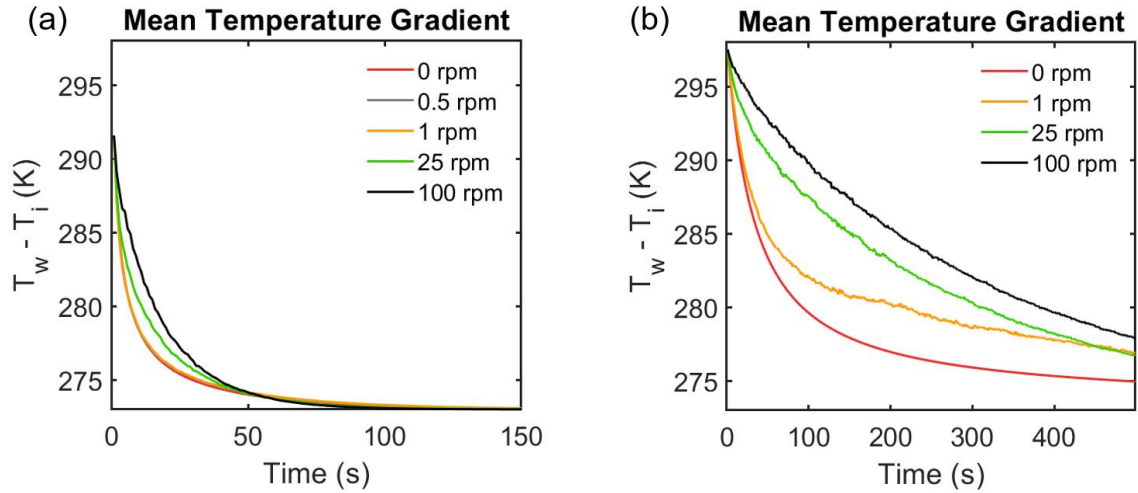 (a)
Mean Temperature Gradient
295
290
285
280
275
T_w - T_i (K)
0 rpm
0.5 rpm
1 rpm
25 rpm
100 rpm
0 50 100 150
Time (s)
(b)
Mean Temperature Gradient
295
290
285
280
275
T_w - T_i (K)
0 rpm
1 rpm
25 rpm
100 rpm
0 100 200 300 400
Time (s)